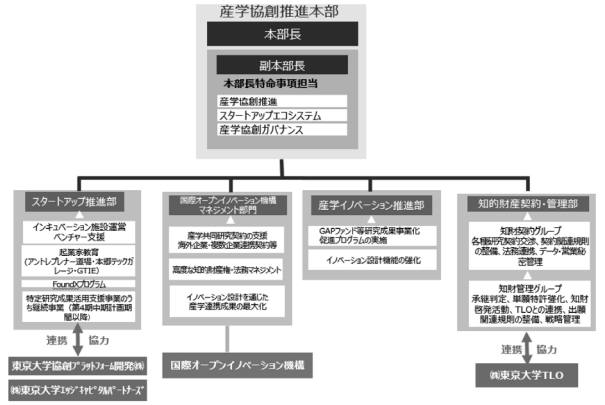 産学協創推進本部
本部長
副本部長
本部長特命事項担当
産学協創推進
スタートアップエコシステム
産学協創ガバナンス
スタートアップ推進部
インキュベーション施設運営
ベンチャー支援
起業家教育
(アントレプレナー道場・本郷テックガ
レージ・GTIE)
FoundXプログラム
特定研究成果活用支援事業のう
ち継続事業(第4期中期計画期
間以降)
連携 協力
東京大学協創プラットフォーム開発㈱
㈱東京大学エッジキャピタルパートナーズ
国際オープンイノベーション機構
マネジメント部門
産学共同研究契約の支援
海外企業・複数企業連携契約等
高度な知的財産権・法務マネジメント
イノベーション設計を通じた
産学連携成果の最大化
国際オープンイノベーション機構
産学イノベーション推進部
GAPファンド等研究成果事業化
促進プログラムの実施
イノベーション設計機能の強化
知的財産契約・管理部
知財契約グループ
各種研究契約交渉、契約関連規則
の整備、法務連携、データ・営業秘
密管理
知財管理グループ
承継判定、単願特許強化、知財
啓発活動、TLOとの連携、出願
関連規則の整備、戦略管理
連携 協力
㈱東京大学TLO